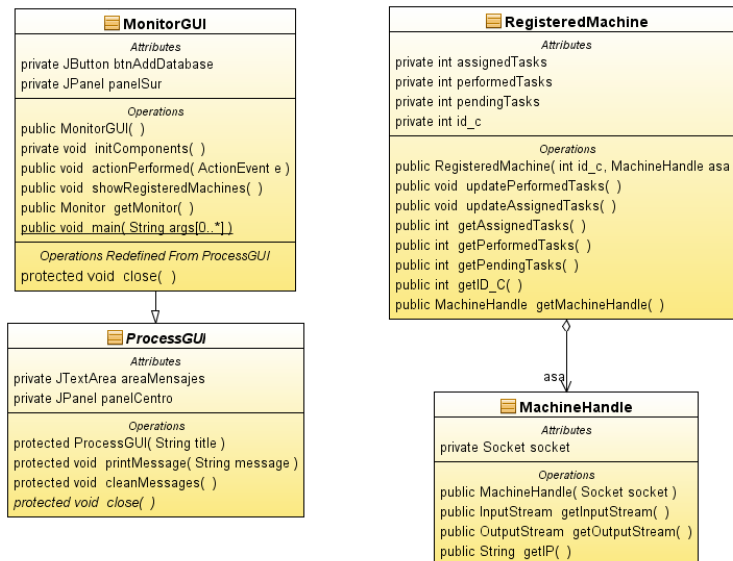 MonitorGUI
Attributes
private JButton btnAddDatabase
private JPanel panelSur
Operations
public MonitorGUI( )
private void initComponents( )
public void actionPerformed( ActionEvent e )
public void showRegisteredMachines( )
public Monitor getMonitor( )
public void main( String args[0..*] )
Operations Redefined From ProcessGUI
protected void close( )
ProcessGUI
Attributes
private JTextArea areaMensajes
private JPanel panelCentro
Operations
protected ProcessGUI( String title )
protected void printMessage( String message )
protected void cleanMessages( )
protected void close( )
RegisteredMachine
Attributes
private int assignedTasks
private int performedTasks
private int pendingTasks
private int id_c
Operations
public RegisteredMachine( int id_c, MachineHandle asa
public void updatePerformedTasks( )
public void updateAssignedTasks( )
public int getAssignedTasks( )
public int getPerformedTasks( )
public int getPendingTasks( )
public int getID_C( )
public MachineHandle getMachineHandle( )
asa
MachineHandle
Attributes
private Socket socket
Operations
public MachineHandle( Socket socket )
public InputStream getInputStream( )
public OutputStream getOutputStream( )
public String getIP( )